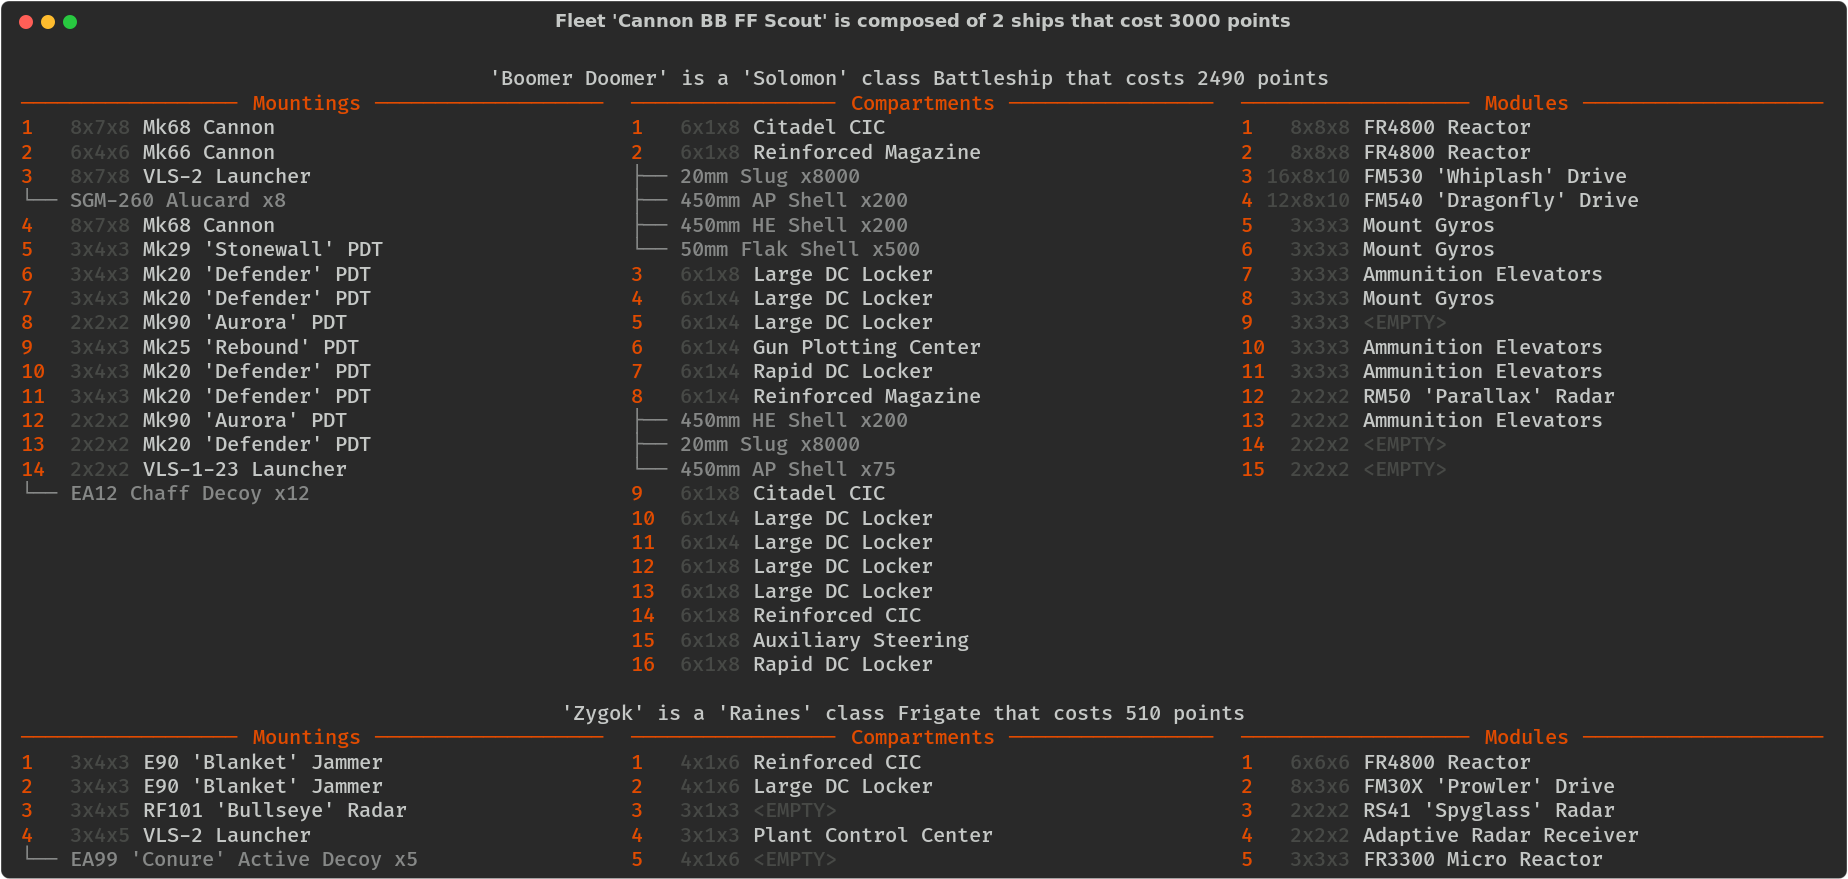 Fleet 'Cannon BB FF Scout' is composed of 2 ships that cost 3000 points
'Boomer Doomer' is a 'Solomon' class Battleship that costs 2490 points
Mountings
1 8x7x8 Mk68 Cannon
2 6x4x6 Mk66 Cannon
3 8x7x8 VLS-2 Launcher
SGM-260 Alucard x8
4 8x7x8 Mk68 Cannon
5 3x4x3 Mk29 'Stonewall' PDT
6 3x4x3 Mk20 'Defender' PDT
7 3x4x3 Mk20 'Defender' PDT
8 2x2x2 Mk90 'Aurora' PDT
9 3x4x3 Mk25 'Rebound' PDT
10 3x4x3 Mk20 'Defender' PDT
11 3x4x3 Mk20 'Defender' PDT
12 2x2x2 Mk90 'Aurora' PDT
13 2x2x2 Mk20 'Defender' PDT
14 2x2x2 VLS-1-23 Launcher
EA12 Chaff Decoy x12
Compartments
1 6x1x8 Citadel CIC
2 6x1x8 Reinforced Magazine
20mm Slug x8000
450mm AP Shell x200
450mm HE Shell x200
50mm Flak Shell x500
3 6x1x8 Large DC Locker
4 6x1x4 Large DC Locker
5 6x1x4 Large DC Locker
6 6x1x4 Gun Plotting Center
7 6x1x4 Rapid DC Locker
8 6x1x4 Reinforced Magazine
450mm HE Shell x200
20mm Slug x8000
450mm AP Shell x75
9 6x1x8 Citadel CIC
10 6x1x4 Large DC Locker
11 6x1x4 Large DC Locker
12 6x1x8 Large DC Locker
13 6x1x8 Large DC Locker
14 6x1x8 Reinforced CIC
15 6x1x8 Auxiliary Steering
16 6x1x8 Rapid DC Locker
Modules
1 8x8x8 FR4800 Reactor
2 8x8x8 FR4800 Reactor
3 16x8x10 FM530 'Whiplash' Drive
4 12x8x10 FM540 'Dragonfly' Drive
5 3x3x3 Mount Gyros
6 3x3x3 Mount Gyros
7 3x3x3 Ammunition Elevators
8 3x3x3 Mount Gyros
9 3x3x3 <EMPTY>
10 3x3x3 Ammunition Elevators
11 3x3x3 Ammunition Elevators
12 2x2x2 RM50 'Parallax' Radar
13 2x2x2 Ammunition Elevators
14 2x2x2 <EMPTY>
15 2x2x2 <EMPTY>
'Zygok' is a 'Raines' class Frigate that costs 510 points
Mountings
1 3x4x3 E90 'Blanket' Jammer
2 3x4x3 E90 'Blanket' Jammer
3 3x4x5 RF101 'Bullseye' Radar
4 3x4x5 VLS-2 Launcher
EA99 'Conure' Active Decoy x5
Compartments
1 4x1x6 Reinforced CIC
2 4x1x6 Large DC Locker
3 3x1x3 <EMPTY>
4 3x1x3 Plant Control Center
5 4x1x6 <EMPTY>
Modules
1 6x6x6 FR4800 Reactor
2 8x3x6 FM30X 'Prowler' Drive
3 2x2x2 RS41 'Spyglass' Radar
4 2x2x2 Adaptive Radar Receiver
5 3x3x3 FR3300 Micro Reactor